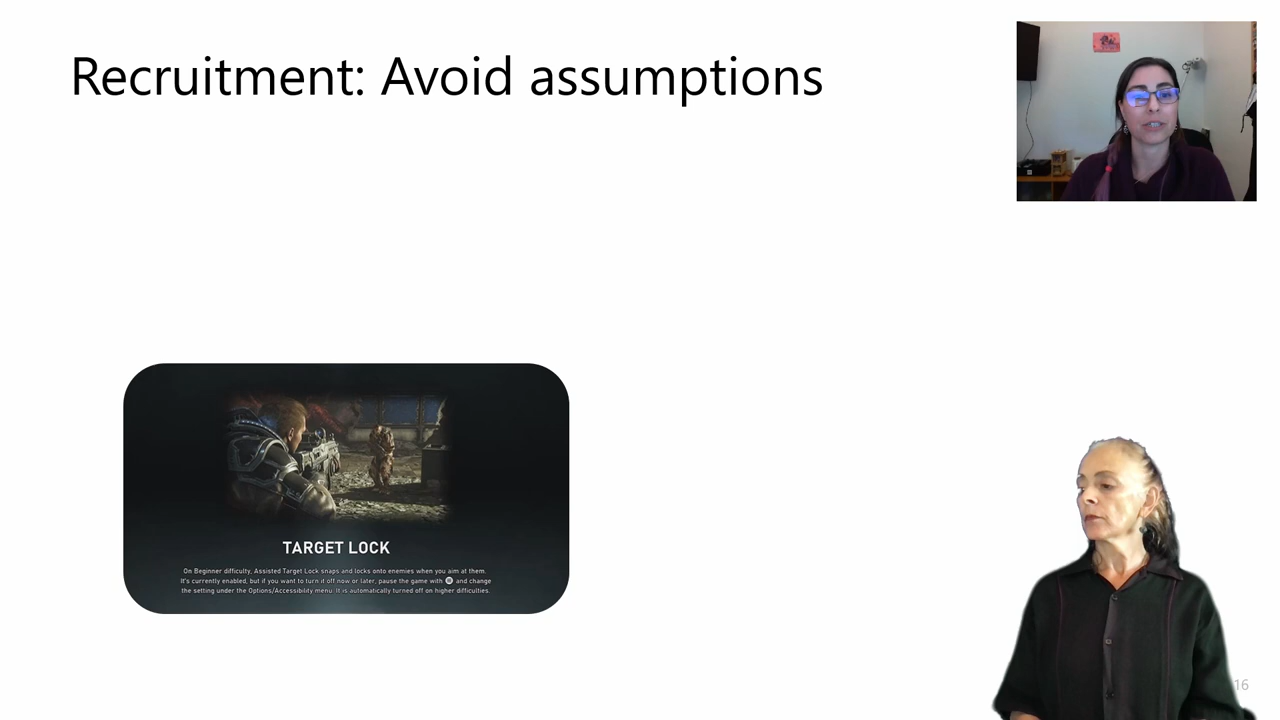 Recruitment: Avoid assumptions
TARGET LOCK
On Beginner difficulty, Assisted Target Lock snaps and locks onto enemies when you aim at them.
It's currently enabled, but if you want to turn it off now or later, pause the game with and change
the setting under the Options/Accessibility menu. It is automatically turned off on higher difficulties.
16